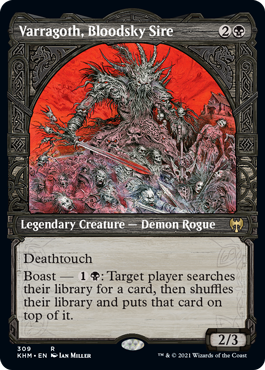 Varragoth, Bloodsky Sire 2
Legendary Creature — Demon Rogue
Deathtouch
Boast — 1: Target player searches
their library for a card, then shuffles
their library and puts that card on
top of it.
2/3
309 R
KHM • EN IAN MILLER
™ & © 2021 Wizards of the Coast